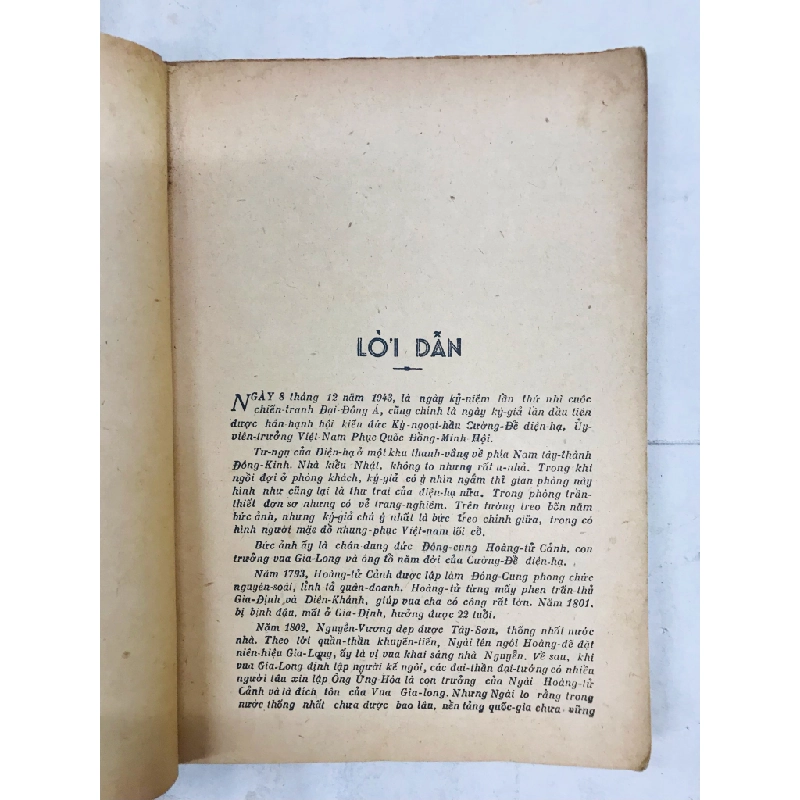 LỜI DẪN
NGÀY 8 tháng 12 năm 1943, là ngày kỷ-niệm lần thứ nhì cuộc
chiến-tranh Đại-Đông Á, cũng chính là ngày ký-giả lần đầu tiên
được hân-hạnh hội kiến đức Kỳ-ngoại-hầu Cường-Để điện-hạ, Ủy-
viên-trưởng Việt-Nam Phục Quốc Đồng-Minh-Hội.
Tư-ngụ của Điện-hạ ở một khu thanh-vắng về phía Nam tây-thành
Đông-Kinh. Nhà kiểu Nhật, không to nhưng rất u-nhã. Trong khi
ngồi đợi ở phòng khách, ký-giả có ý nhìn ngắm thì gian phòng này
hình như cũng lại là thư trai của điện-hạ nữa. Trong phòng trần-
thiết đơn sơ nhưng có vẻ trang-nghiêm. Trên tường treo bốn năm
bức ảnh, nhưng ký-giả chú ý nhất là bức treo chính giữa, trong có
hình người mặc đồ nhung-phục Việt-nam lối cổ.
Bức ảnh ấy là chân-dung đức Đông-cung Hoàng-tử Cảnh, con
trưởng vua Gia-Long và ông tổ năm đời của Cường-Để điện-hạ.
Năm 1793, Hoàng-tử Cảnh được lập làm Đông-Cung phong chức
nguyên-soái, lĩnh tả quân-doanh. Hoàng-tử từng mấy phen trấn-thủ
Gia-Định và Diên-Khánh, giúp vua cha có công rất lớn. Năm 1801,
bị bịnh đậu, mất ở Gia-Định, hưởng được 22 tuổi.
Năm 1802, Nguyễn-Vương dẹp được Tây-Sơn, thống nhất nước
nhà. Theo lời quần-thần khuyến-tiến, Ngài lên ngôi Hoàng-đế đặt
niên-hiệu Gia-Long, ấy là vị vua khai sáng nhà Nguyễn. Về sau, khi
vua Gia-Long định lập người kế ngôi, các đại-thần đại-tướng có nhiều
người tâu xin lập Ông Ưng-Hòa là con trưởng của Ngài Hoàng-tử
Cảnh và là đích tôn của Vua Gia-long. Nhưng Ngài lo rằng trong
nước thống nhất chưa được bao lâu, nền tảng quốc-gia chưa vững